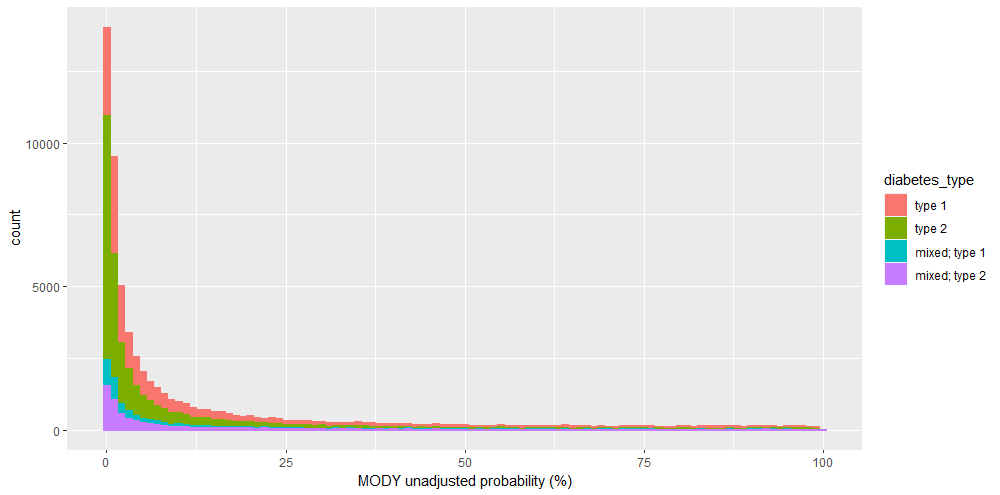 count
10000
5000
0
0
25
50
75
100
MODY unadjusted probability (%)
diabetes_type
type 1
type 2
mixed; type 1
mixed; type 2